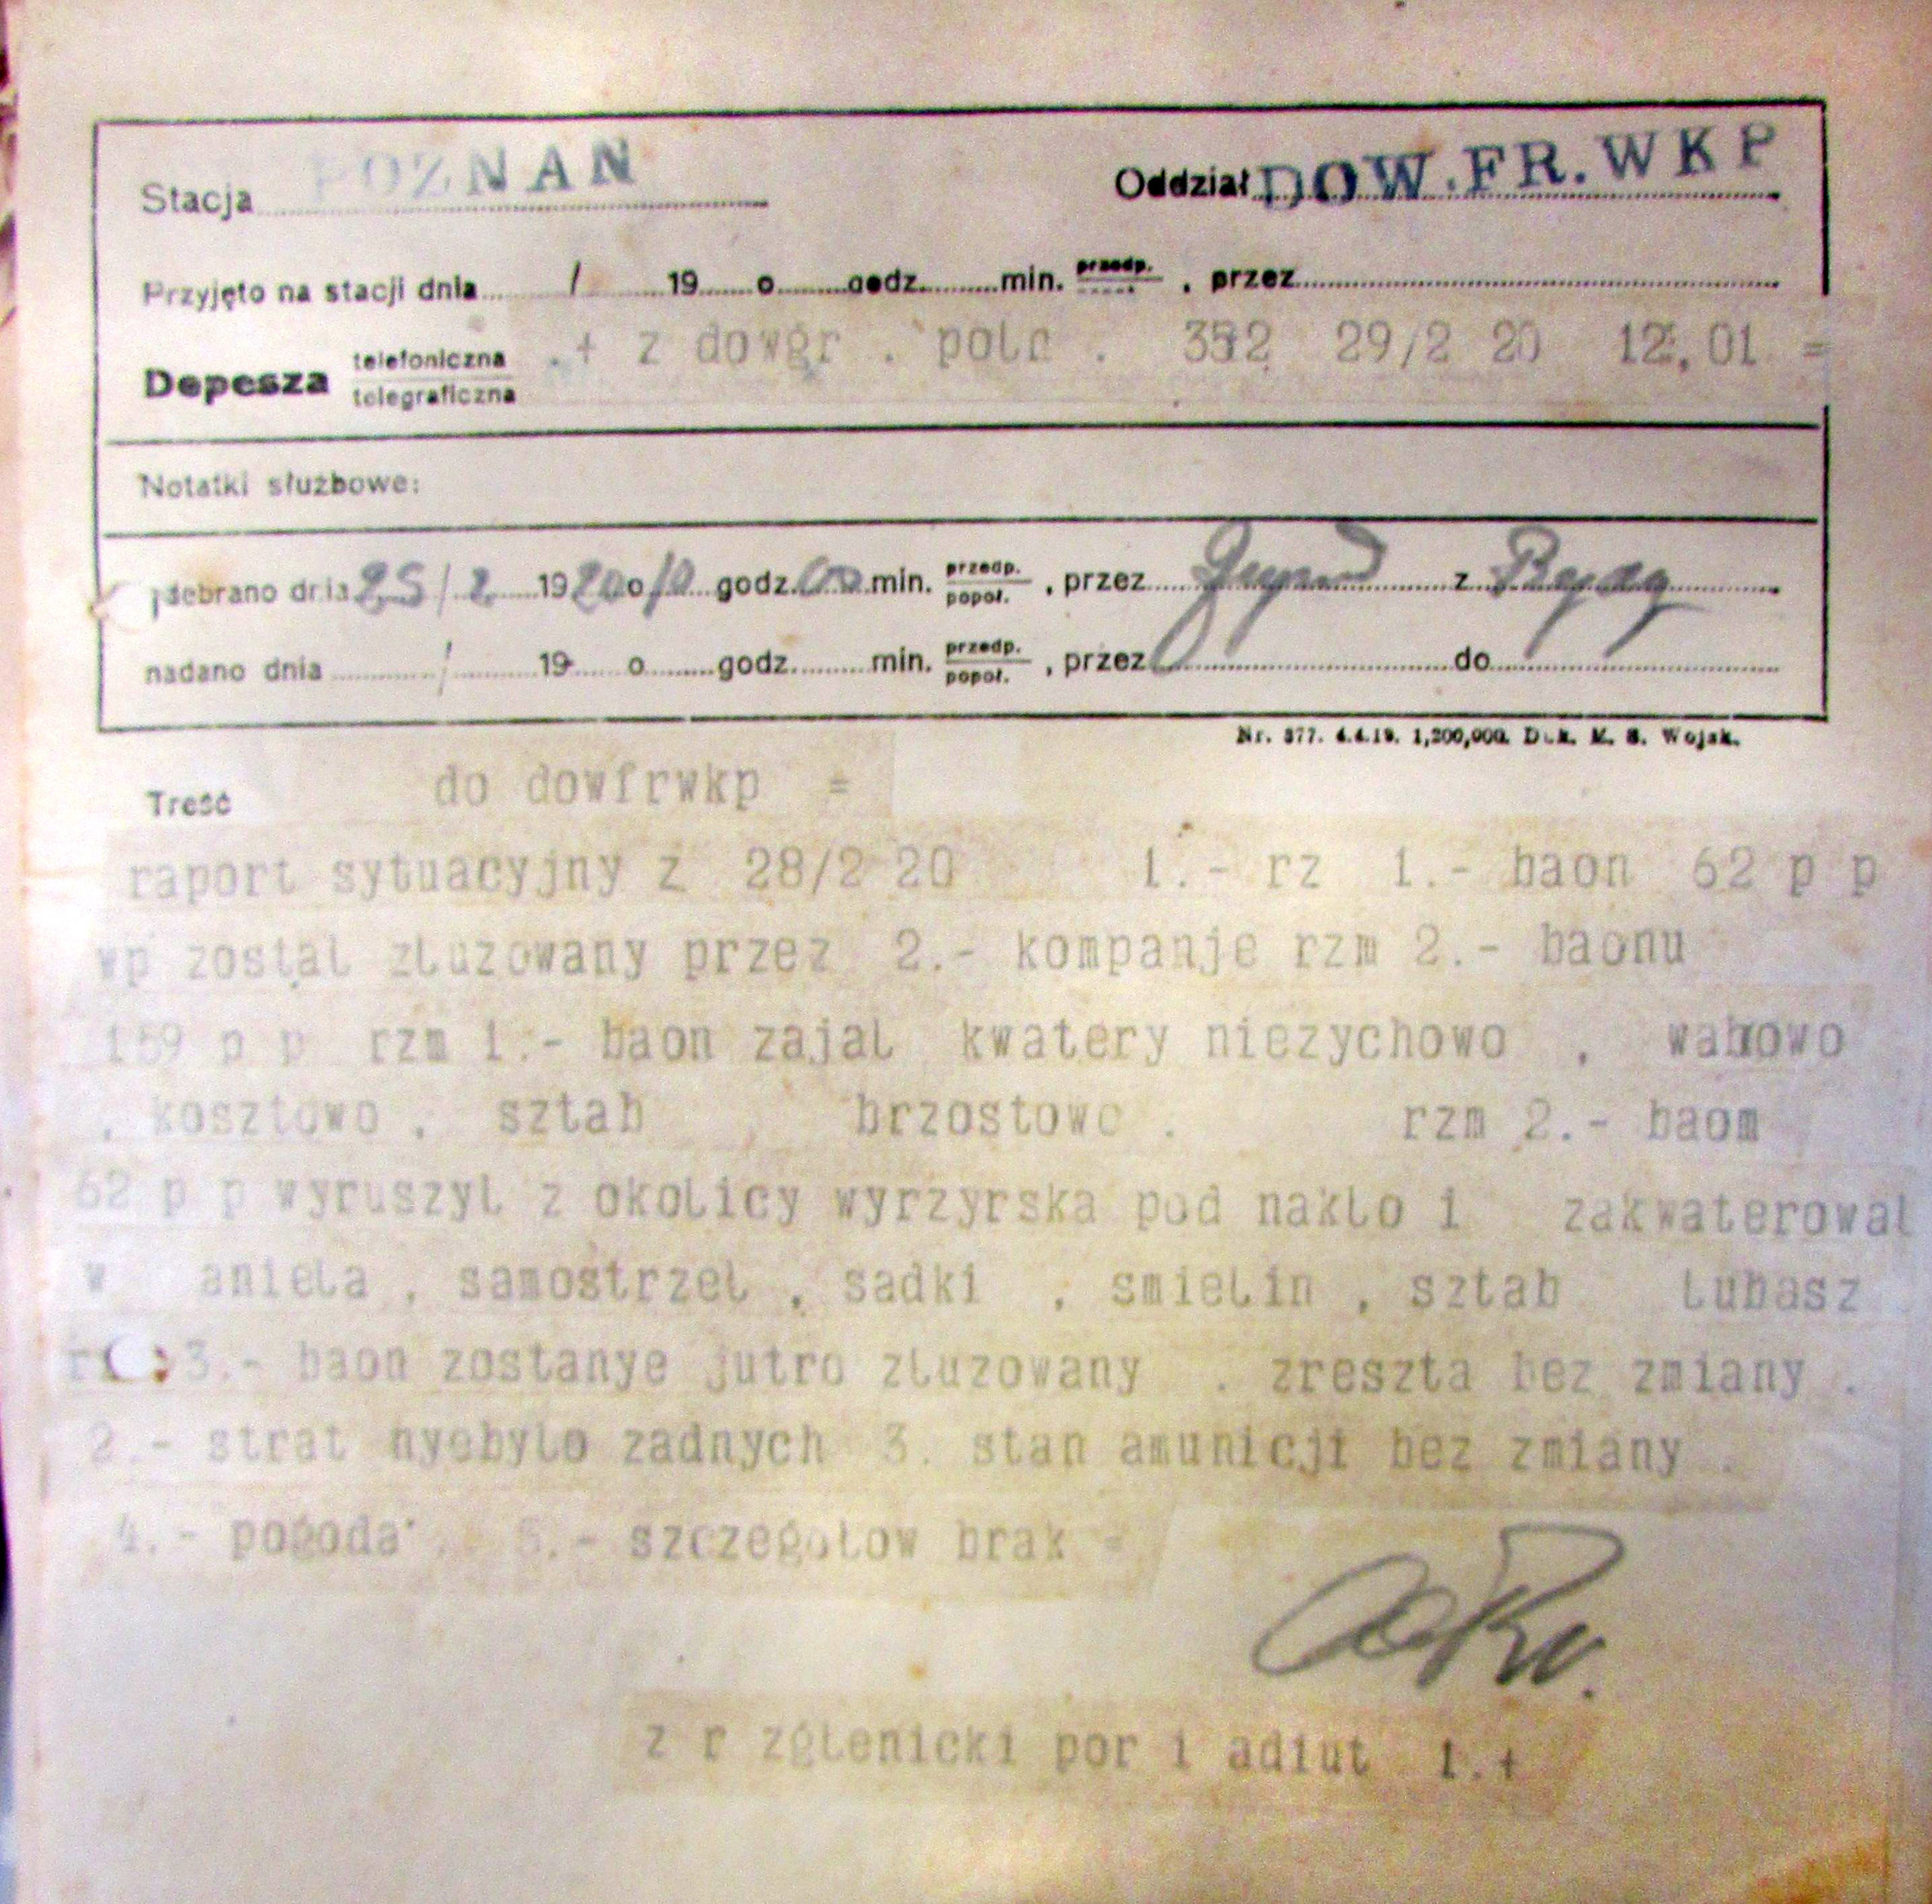 Stacja POZNAN Oddział DOW.FR.WKP
Przyjęto na stacji dnia / 19 o godz. min. przedp. , przez
Depesza telefoniczna telegraficzna .+ z dowgr . poln . 352 29/2 20 12,01 =
Notatki służbowe:
debrano dnia / 2 1920 o 10 godz. 00 min. przedp. popoł. , przez z
nadano dnia / 19 o godz. min. przedp. popoł. , przez do
Nr. 377. 4.4.19. 1,200,000. Druk. M. S. Wojsk.
Treść do dowfrwkp =
raport sytuacyjny z 28/2 20 1.- rz 1.- baon 62 p p
wp zostal zluzowany przez 2.- kompanje rzm 2.- baonu
159 p p rzm 1.- baon zajal kwatery niezychowo , wabowo
, kosztowo , sztab brzostowo . rzm 2.- baom
62 p p wyruszyl z okolicy wyrzyrska pod naklo i zakwaterowal
w aniela , samostrzel , sadki , smielin , sztab lubasz
3.- baon zostanye jutro zluzowany . zreszta bez zmiany .
2.- strat nyebylo zadnych 3. stan amunicji bez zmiany .
4.- pogoda . 5.- szczegolow brak =
z r zglenicki por i adiut 1.+